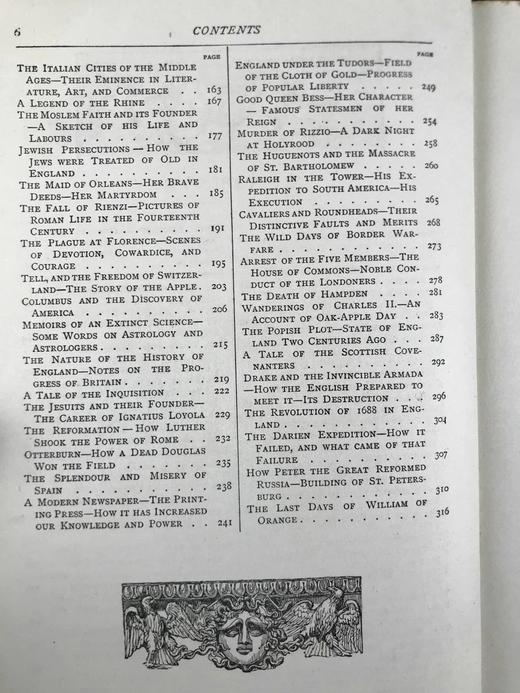 6
CONTENTS
PAGE
The Italian Cities of the Middle
Ages—Their Eminence in Liter-
ature, Art, and Commerce . . 163
A Legend of the Rhine . . . 167
The Moslem Faith and its Founder
—A Sketch of his Life and
Labours . . . . . . . . 177
Jewish Persecutions—How the
Jews were Treated of Old in
England . . . . . . . . 181
The Maid of Orleans—Her Brave
Deeds—Her Martyrdom . . 185
The Fall of Rienzi—Pictures of
Roman Life in the Fourteenth
Century . . . . . . . . 191
The Plague at Florence—Scenes
of Devotion, Cowardice, and
Courage . . . . . . . . 195
Tell, and the Freedom of Switzer-
land—The Story of the Apple . 203
Columbus and the Discovery of
America . . . . . . . . 206
Memoirs of an Extinct Science—
Some Words on Astrology and
Astrologers . . . . . . . 215
The Nature of the History of
England—Notes on the Pro-
gress of Britain . . . . . 219
A Tale of the Inquisition . . . 222
The Jesuits and their Founder—
The Career of Ignatius Loyola 229
The Reformation—How Luther
Shook the Power of Rome . . 232
Otterburn—How a Dead Douglas
Won the Field . . . . . . 235
The Splendour and Misery of
Spain . . . . . . . . . 238
A Modern Newspaper—The Print-
ing Press—How it has Increased
our Knowledge and Power . . 241
PAGE
England under the Tudors—Field
of the Cloth of Gold—Progress
of Popular Liberty . . . . . 249
Good Queen Bess—Her Character
—Famous Statesmen of her
Reign . . . . . . . . . 254
Murder of Rizzio—A Dark Night
at Holyrood . . . . . . . 258
The Huguenots and the Massacre
of St. Bartholomew . . . . 260
Raleigh in the Tower—His Ex-
pedition to South America—His
Execution . . . . . . . . 265
Cavaliers and Roundheads—Their
Distinctive Faults and Merits 268
The Wild Days of Border War-
fare . . . . . . . . . . 273
Arrest of the Five Members—The
House of Commons—Noble Con-
duct of the Londoners . . . 278
The Death of Hampden . . . . 281
Wanderings of Charles II.—An
Account of Oak-Apple Day . . 283
The Popish Plot—State of Eng-
land Two Centuries Ago . . . 287
A Tale of the Scottish Cove-
nanters . . . . . . . . . 292
Drake and the Invincible Armada
—How the English Prepared to
meet it—Its Destruction . . 296
The Revolution of 1688 in Eng-
land . . . . . . . . . . 304
The Darien Expedition—How it
Failed, and what came of that
Failure . . . . . . . . . 307
How Peter the Great Reformed
Russia—Building of St. Peters-
burg . . . . . . . . . . 310
The Last Days of William of
Orange . . . . . . . . . 316